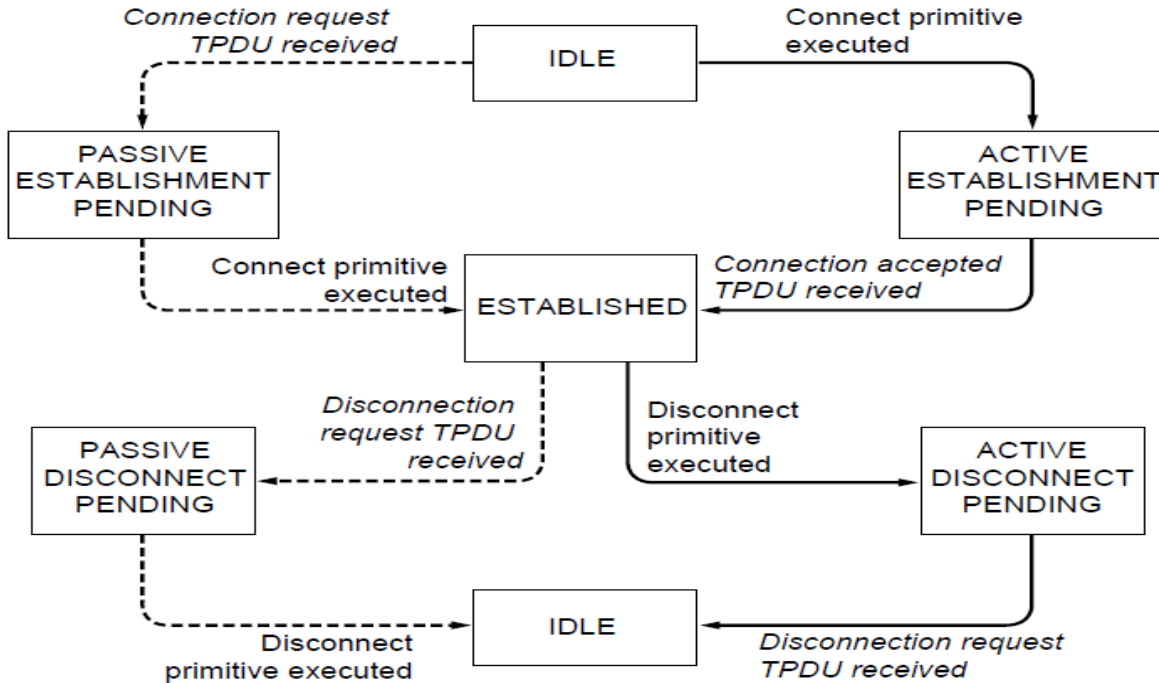 Connection request
TPDU received
IDLE
Connect primitive
executed
PASSIVE
ESTABLISHMENT
PENDING
ACTIVE
ESTABLISHMENT
PENDING
Connect primitive
executed
ESTABLISHED
Connection accepted
TPDU received
Disconnection
request TPDU
received
Disconnect
primitive
executed
PASSIVE
DISCONNECT
PENDING
ACTIVE
DISCONNECT
PENDING
Disconnect
primitive executed
IDLE
Disconnection request
TPDU received